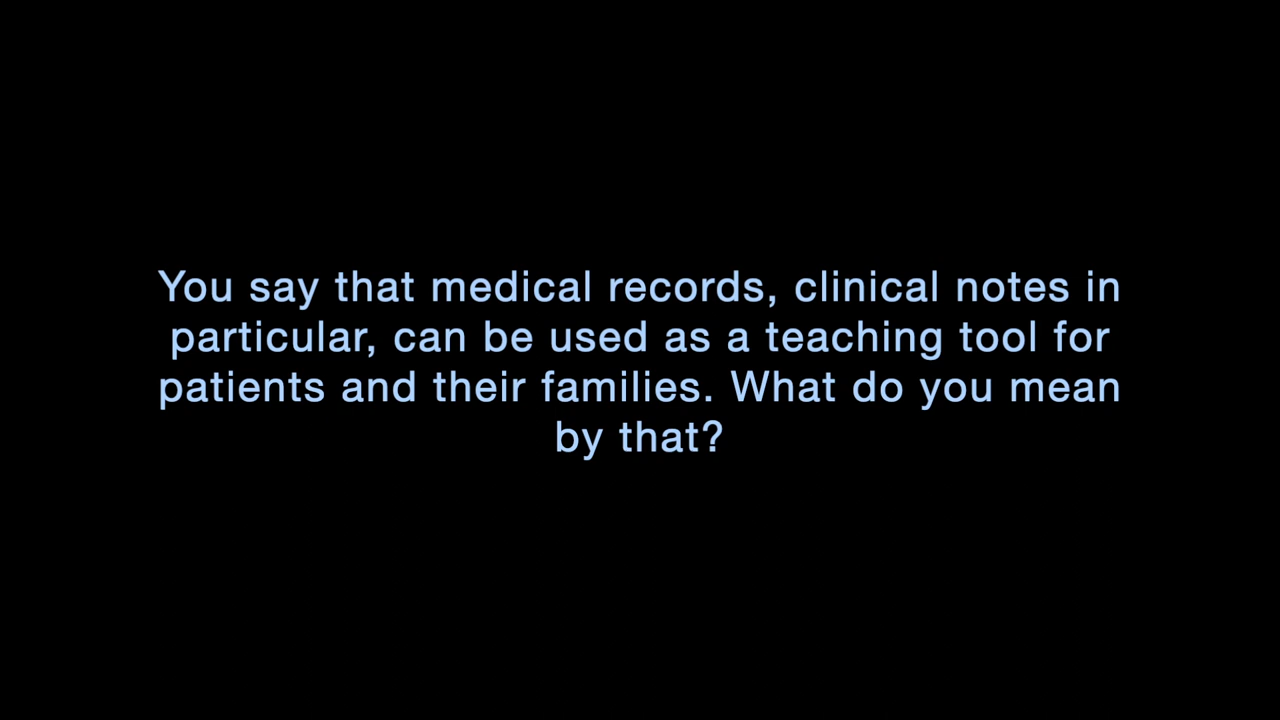 You say that medical records, clinical notes in
particular, can be used as a teaching tool for
patients and their families. What do you mean
by that?